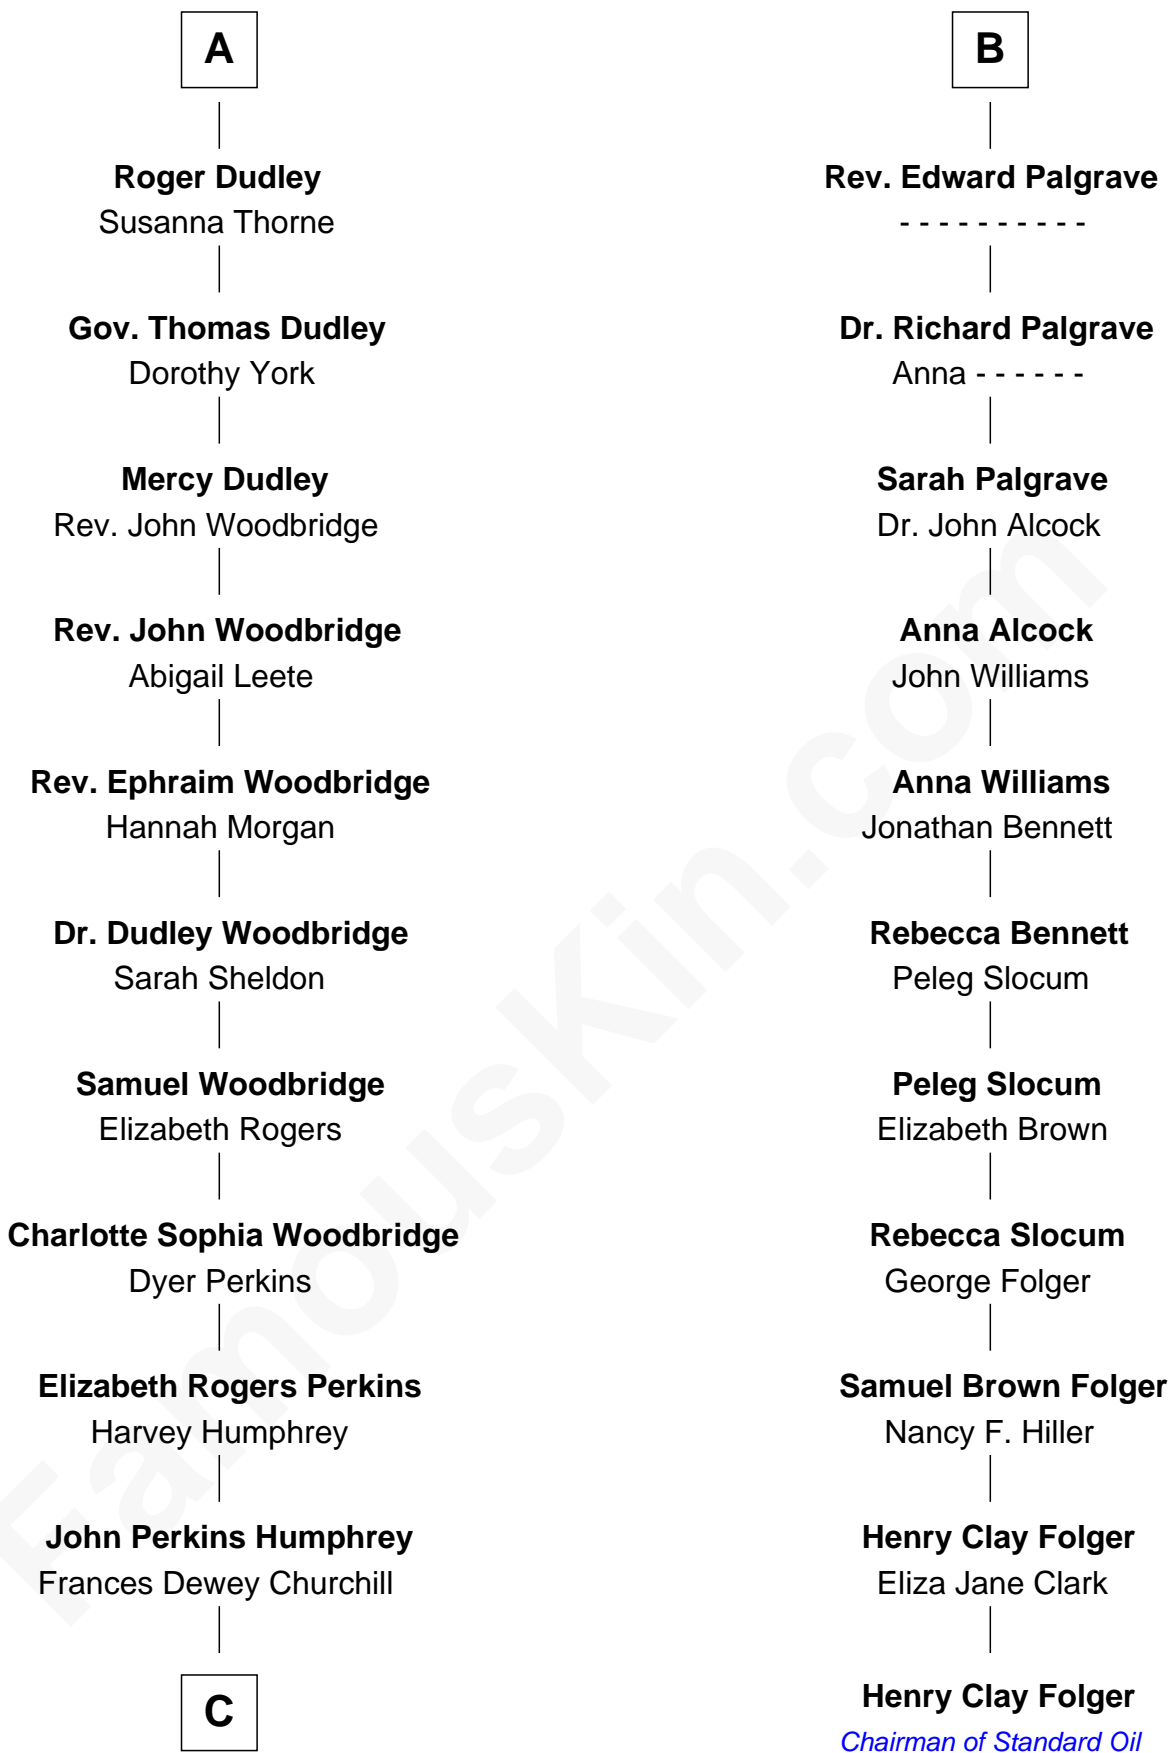 A
Roger Dudley
Susanna Thorne
Gov. Thomas Dudley
Dorothy York
Mercy Dudley
Rev. John Woodbridge
Rev. John Woodbridge
Abigail Leete
Rev. Ephraim Woodbridge
Hannah Morgan
Dr. Dudley Woodbridge
Sarah Sheldon
Samuel Woodbridge
Elizabeth Rogers
Charlotte Sophia Woodbridge
Dyer Perkins
Elizabeth Rogers Perkins
Harvey Humphrey
John Perkins Humphrey
Frances Dewey Churchill
C
B
Rev. Edward Palgrave
- - - - - - - - - -
Dr. Richard Palgrave
Anna - - - - - -
Sarah Palgrave
Dr. John Alcock
Anna Alcock
John Williams
Anna Williams
Jonathan Bennett
Rebecca Bennett
Peleg Slocum
Peleg Slocum
Elizabeth Brown
Rebecca Slocum
George Folger
Samuel Brown Folger
Nancy F. Hiller
Henry Clay Folger
Eliza Jane Clark
Henry Clay Folger
Chairman of Standard Oil
FamousKin.com